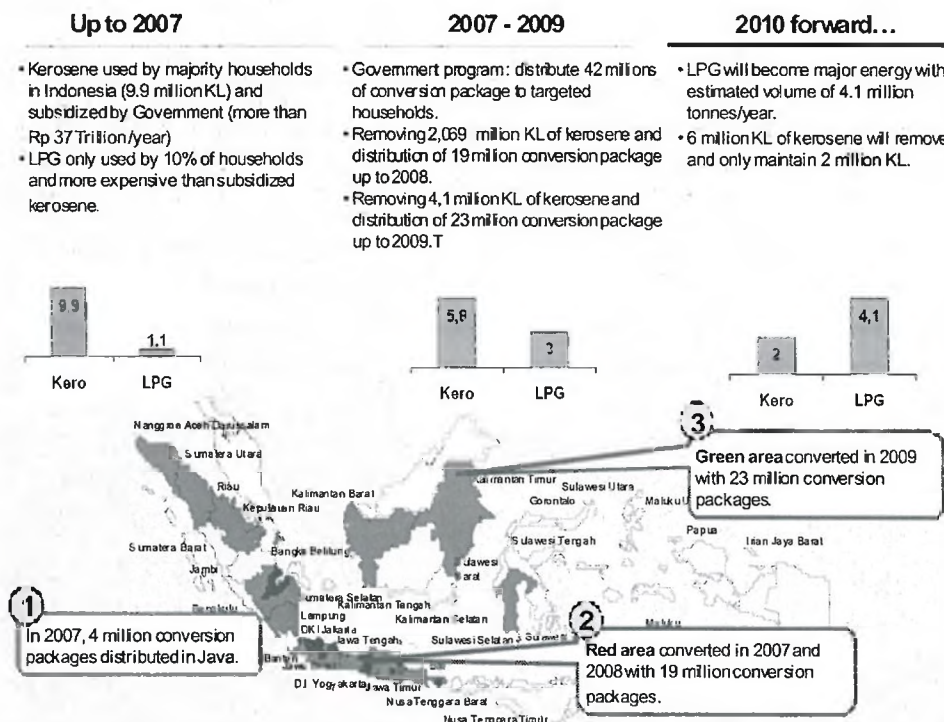 Up to 2007
• Kerosene used by majority households
in Indonesia (9.9 million KL) and
subsidized by Government (more than
Rp 37 Trillion/year)
• LPG only used by 10% of households
and more expensive than subsidized
kerosene.
2007 - 2009
• Government program: distribute 42 millions
of conversion package to targeted
households.
• Removing 2,069 million KL of kerosene and
distribution of 19 million conversion package
up to 2008.
• Removing 4,1 million KL of kerosene and
distribution of 23 million conversion package
up to 2009.T
2010 forward...
• LPG will become major energy with
estimated volume of 4.1 million
tonnes/year.
• 6 million KL of kerosene will remove
and only maintain 2 million KL.
9.9
1.1
Kero
LPG
5,8
3
Kero
LPG
2
4,1
Kero
LPG
3
Green area converted in 2009
with 23 million conversion
packages.
Nanggroe Aceh Darussalam
Sumatera Utara
Riau
Kepulauan Riau
Kalimantan Barat
Kalimantan Timur
Sulawesi Utara
Gorontalo
Maluku U
Papua
Irian Jaya Barat
Sumatera Barat
Bangka Belitung
Sulawesi Tengah
Jambi
Sulawesi
Barat
Bengkulu
Sumatera Selatan
Kalimantan Tengah
Lampung
Kalimantan Selatan
Maluku
DKI Jakarta
Jawa Tengah
Sulawesi Selatan
Banten
D.I Yogyakarta
Jawa Timur
Bali
Nusa Tenggara Barat
Nusa Tenggara Timur
1
In 2007, 4 million conversion
packages distributed in Java.
2
Red area converted in 2007 and
2008 with 19 million conversion
packages.